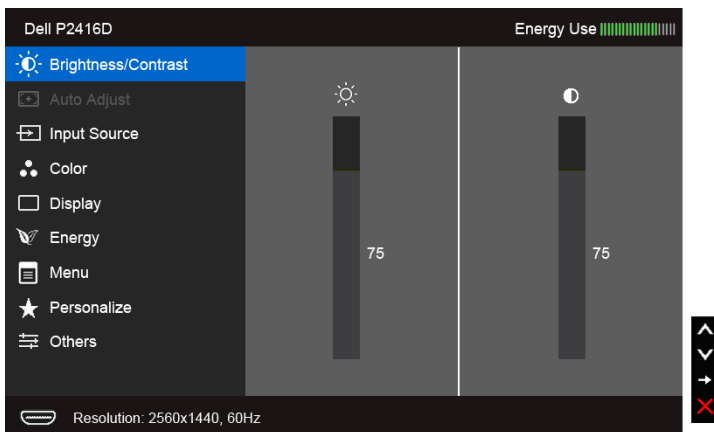 Dell P2416D
Energy Use
Brightness/Contrast
Auto Adjust
Input Source
Color
Display
Energy
Menu
Personalize
Others
75
75
Resolution: 2560x1440, 60Hz